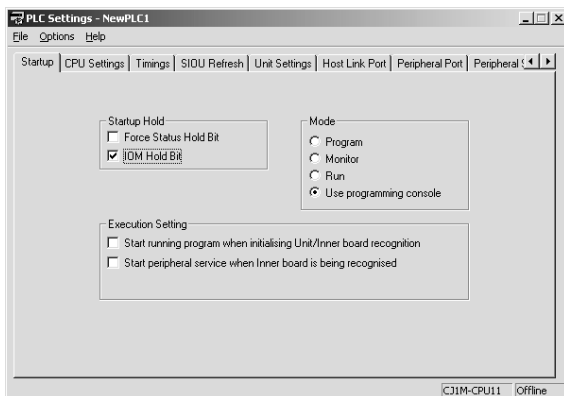 PLC Settings - NewPLC1
File Options Help
Startup CPU Settings Timings SIOU Refresh Unit Settings Host Link Port Peripheral Port Peripheral
Startup Hold
Force Status Hold Bit
IOM Hold Bit
Mode
Program
Monitor
Run
Use programming console
Execution Setting
Start running program when initialising Unit/Inner board recognition
Start peripheral service when Inner board is being recognised
CJ1M-CPU11 Offline